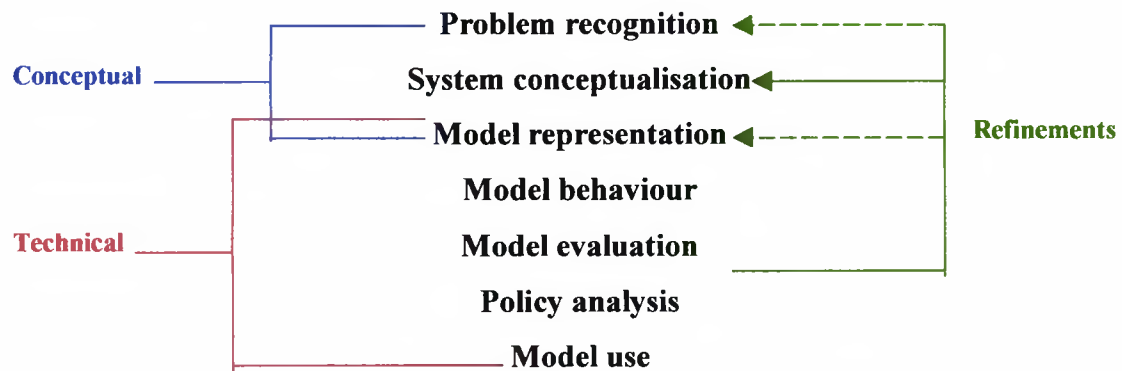 Problem recognition
Conceptual
System conceptualisation
Model representation
Refinements
Model behaviour
Technical
Model evaluation
Policy analysis
Model use